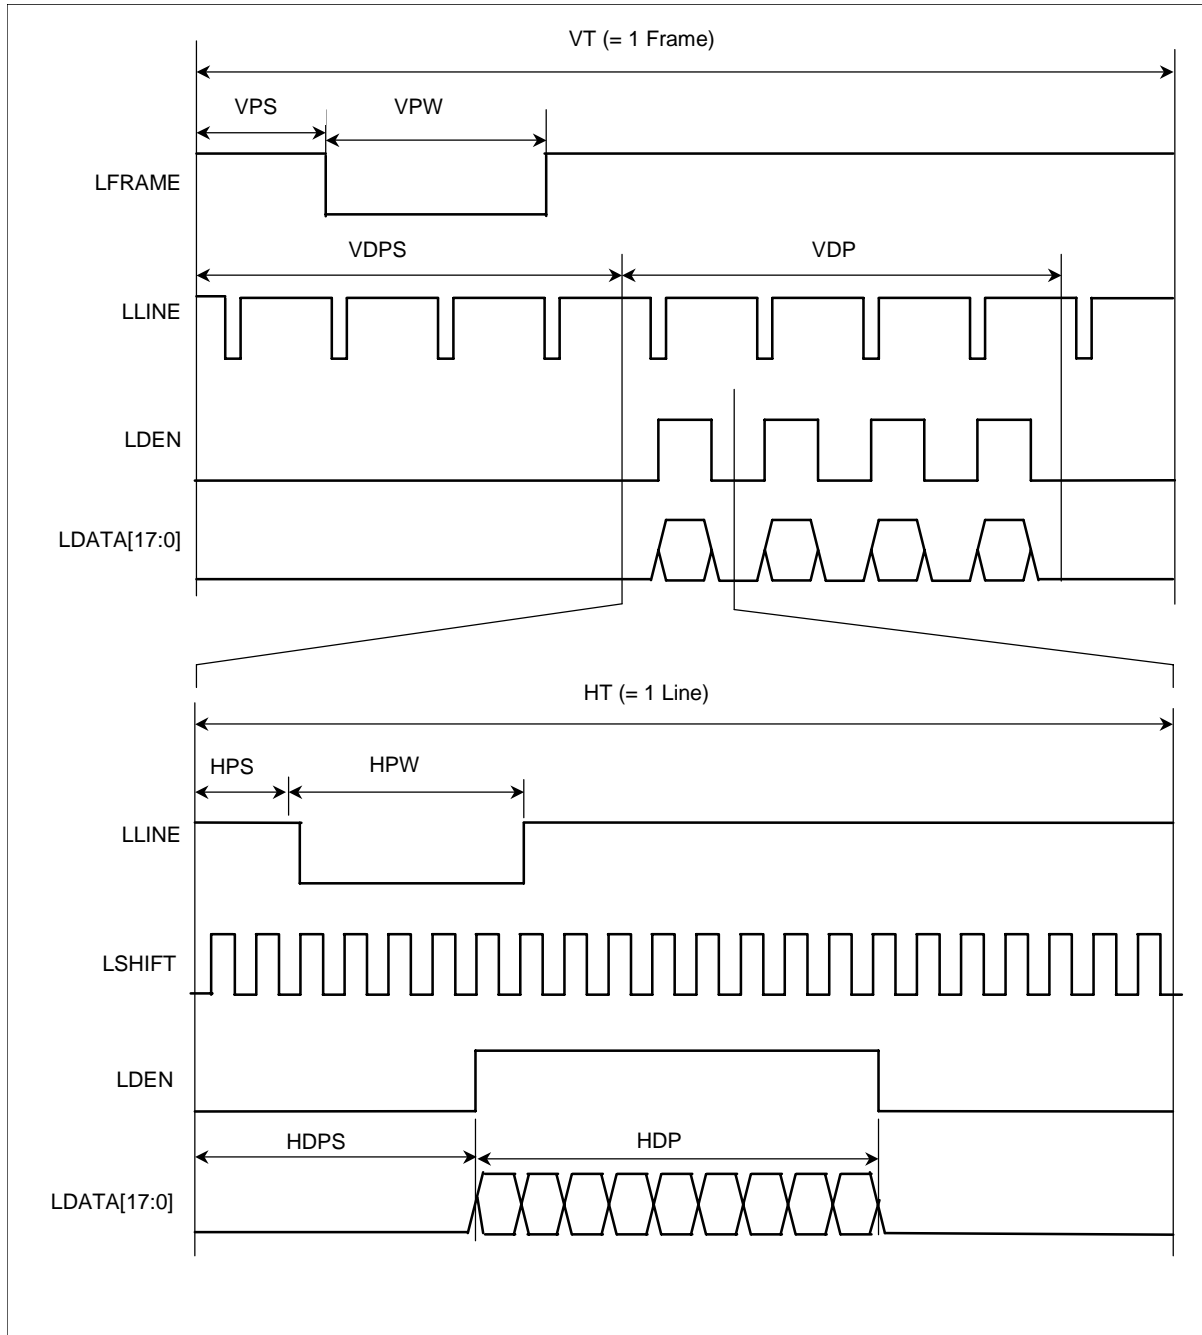 VT (= 1 Frame)
VPS
VPW
LFRAME
VDPS
VDP
LLINE
LDEN
LDATA[17:0]
HT (= 1 Line)
HPS
HPW
LLINE
LSHIFT
LDEN
HDPS
HDP
LDATA[17:0]